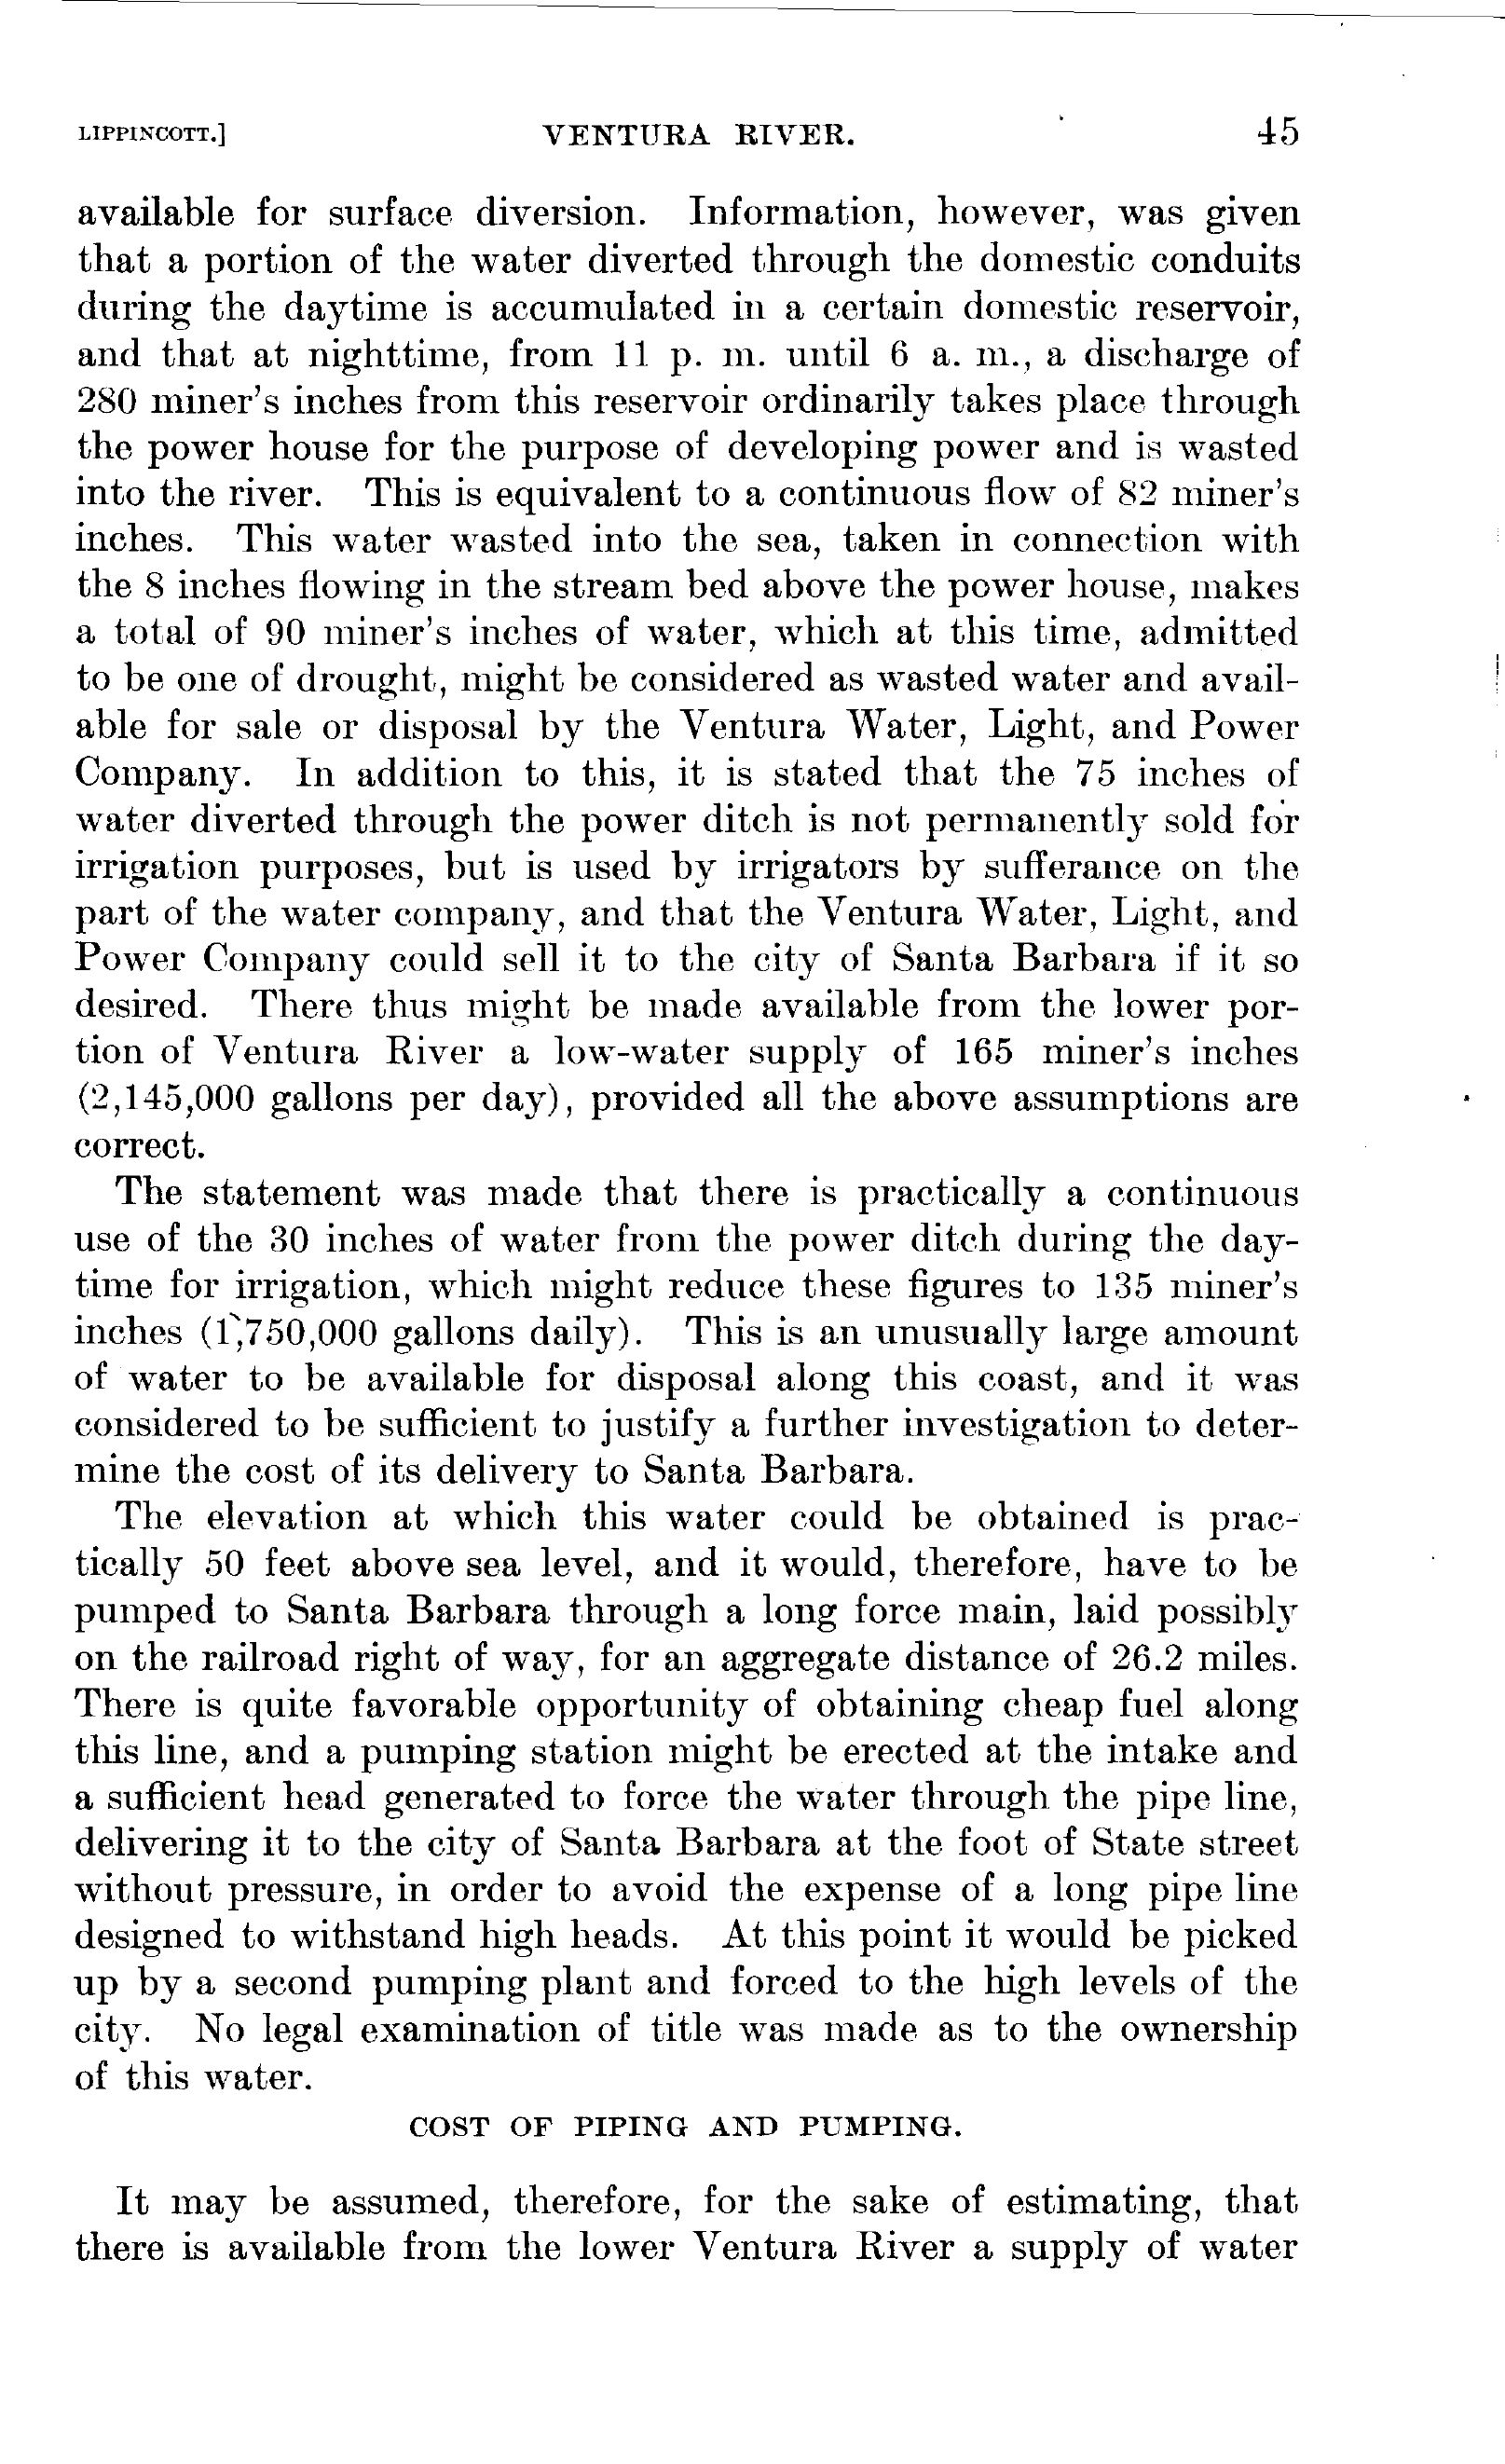 LIPPINCOTT.] VENTURA RIVER. 45
available for surface diversion. Information, however, was given
that a portion of the water diverted through the domestic conduits
during the daytime is accumulated in a certain domestic reservoir,
and that at nighttime, from 11 p. m. until 6 a. m., a discharge of
280 miner's inches from this reservoir ordinarily takes place through
the power house for the purpose of developing power and is wasted
into the river. This is equivalent to a continuous flow of 82 miner's
inches. This water wasted into the sea, taken in connection with
the 8 inches flowing in the stream bed above the power house, makes
a total of 90 miner's inches of water, which at this time, admitted
to be one of drought, might be considered as wasted water and avail-
able for sale or disposal by the Ventura Water, Light, and Power
Company. In addition to this, it is stated that the 75 inches of
water diverted through the power ditch is not permanently sold for
irrigation purposes, but is used by irrigators by sufferance on the
part of the water company, and that the Ventura Water, Light, and
Power Company could sell it to the city of Santa Barbara if it so
desired. There thus might be made available from the lower por-
tion of Ventura River a low-water supply of 165 miner's inches
(2,145,000 gallons per day), provided all the above assumptions are
correct.
The statement was made that there is practically a continuous
use of the 30 inches of water from the power ditch during the day-
time for irrigation, which might reduce these figures to 135 miner's
inches (1,750,000 gallons daily). This is an unusually large amount
of water to be available for disposal along this coast, and it was
considered to be sufficient to justify a further investigation to deter-
mine the cost of its delivery to Santa Barbara.
The elevation at which this water could be obtained is prac-
tically 50 feet above sea level, and it would, therefore, have to be
pumped to Santa Barbara through a long force main, laid possibly
on the railroad right of way, for an aggregate distance of 26.2 miles.
There is quite favorable opportunity of obtaining cheap fuel along
this line, and a pumping station might be erected at the intake and
a sufficient head generated to force the water through the pipe line,
delivering it to the city of Santa Barbara at the foot of State street
without pressure, in order to avoid the expense of a long pipe line
designed to withstand high heads. At this point it would be picked
up by a second pumping plant and forced to the high levels of the
city. No legal examination of title was made as to the ownership
of this water.
COST OF PIPING AND PUMPING.
It may be assumed, therefore, for the sake of estimating, that
there is available from the lower Ventura River a supply of water